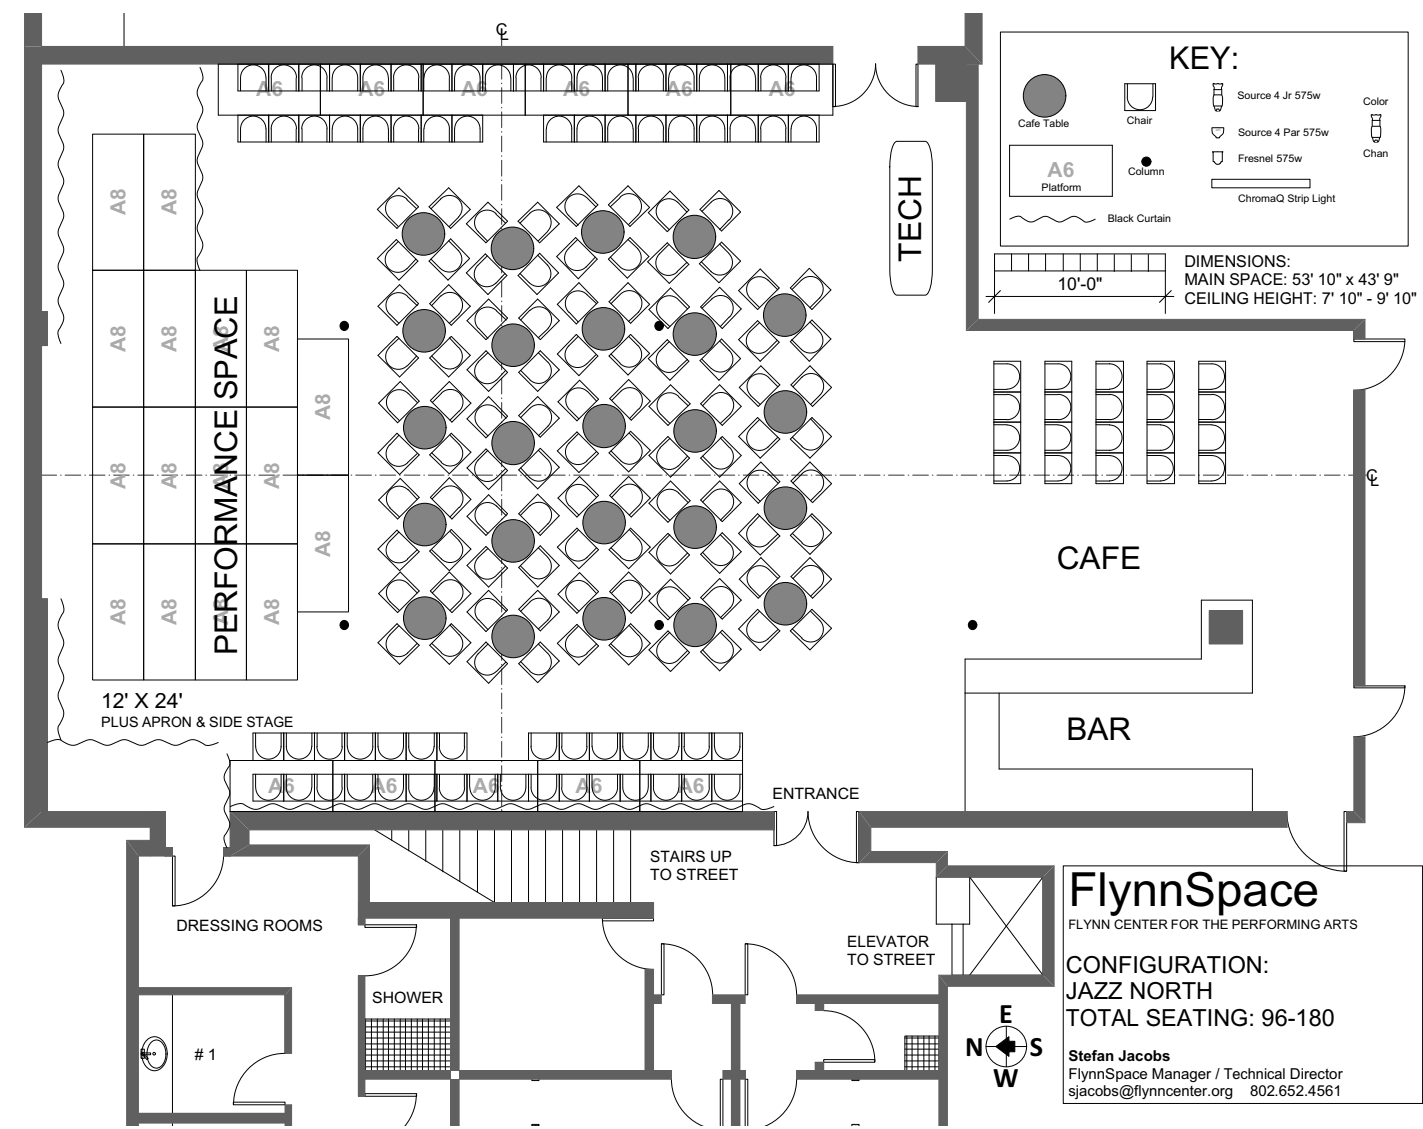 ℄
A6 A6 A6 A6 A6 A6
KEY:
Cafe Table
Chair
Source 4 Jr 575w
Source 4 Par 575w
Fresnel 575w
Color
Chan
A6
Platform
Column
ChromaQ Strip Light
Black Curtain
10'-0"
DIMENSIONS:
MAIN SPACE: 53' 10" x 43' 9"
CEILING HEIGHT: 7' 10" - 9' 10"
TECH
A8 A8
A8 A8 A8 A8
A8
A8 A8 A8 A8
A8
A8 A8 A8 A8
PERFORMANCE SPACE
℄
CAFE
BAR
12' X 24'
PLUS APRON & SIDE STAGE
A6 A6 A6 A6 A6
ENTRANCE
STAIRS UP
TO STREET
DRESSING ROOMS
ELEVATOR
TO STREET
SHOWER
# 1
E
N S
W
FlynnSpace
FLYNN CENTER FOR THE PERFORMING ARTS
CONFIGURATION:
JAZZ NORTH
TOTAL SEATING: 96-180
Stefan Jacobs
FlynnSpace Manager / Technical Director
sjacobs@flynncenter.org 802.652.4561